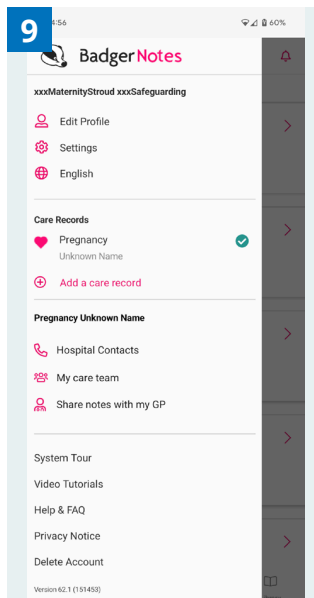 9
4:56
60%
BadgerNotes
xxxMaternityStroud xxxSafeguarding
Edit Profile
Settings
English
Care Records
Pregnancy
Unknown Name
Add a care record
Pregnancy Unknown Name
Hospital Contacts
My care team
Share notes with my GP
System Tour
Video Tutorials
Help & FAQ
Privacy Notice
Delete Account
Version 62.1 (151453)